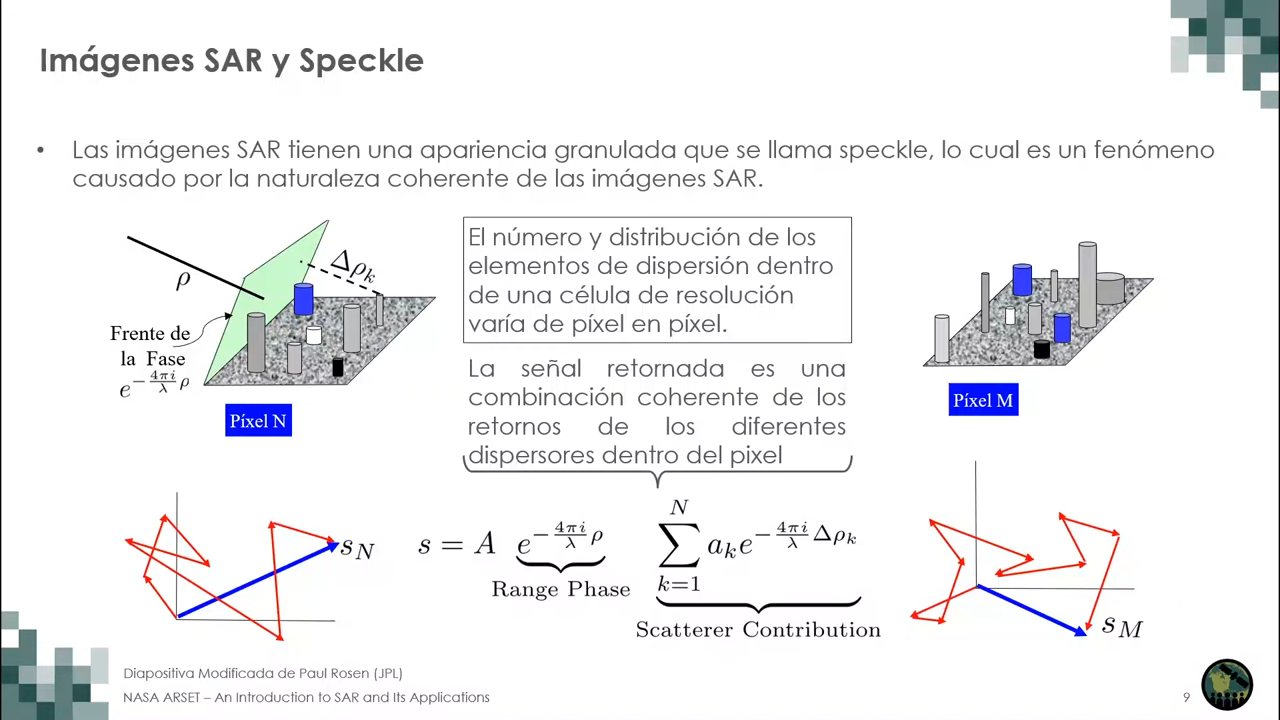 Imágenes SAR y Speckle
• Las imágenes SAR tienen una apariencia granulada que se llama speckle, lo cual es un fenómeno
causado por la naturaleza coherente de las imágenes SAR.
ρ
Δρ_k
Frente de
la Fase
e^{-\frac{4πi}{λ}ρ}
Píxel N
El número y distribución de los
elementos de dispersión dentro
de una célula de resolución
varía de píxel en píxel.
La señal retornada es una
combinación coherente de los
retornos de los diferentes
dispersores dentro del pixel
Píxel M
s_N
s = A e^{-\frac{4πi}{λ}ρ} \sum_{k=1}^{N} a_k e^{-\frac{4πi}{λ}Δρ_k}
Range Phase
Scatterer Contribution
s_M
Diapositiva Modificada de Paul Rosen (JPL)
NASA ARSET – An Introduction to SAR and Its Applications
9